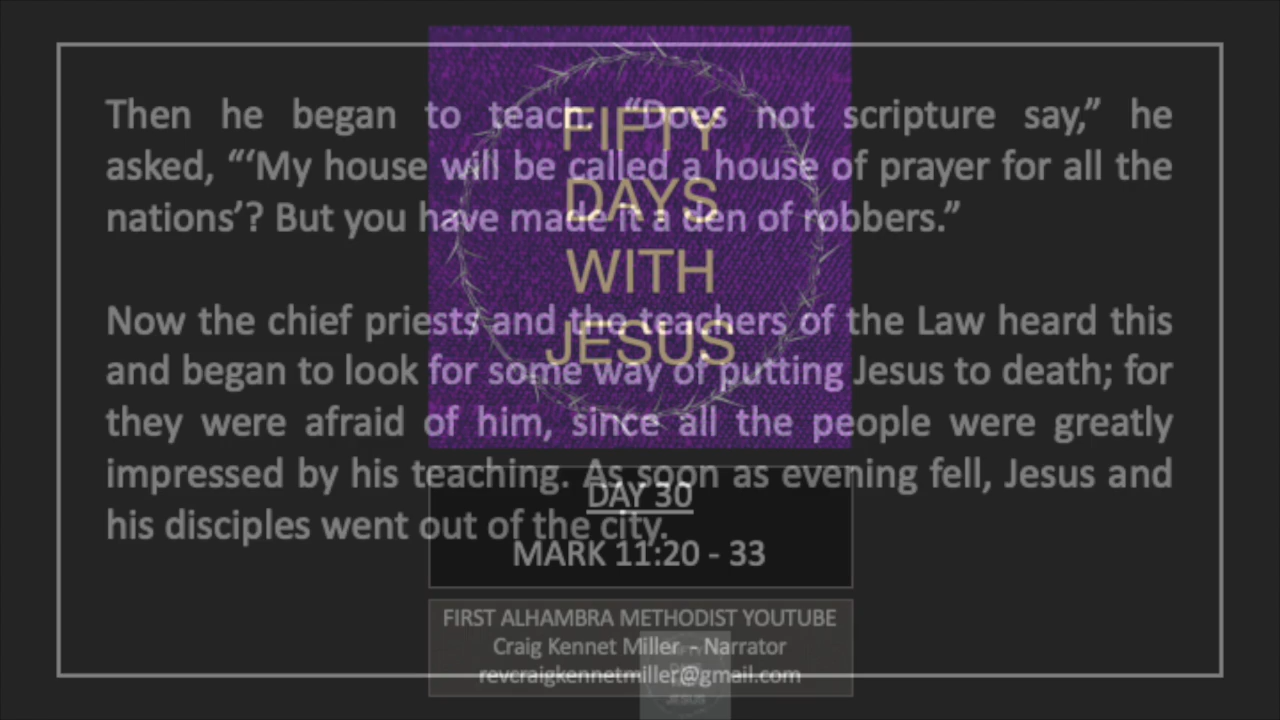 Then he began to teach. “Does not scripture say,” he
asked, “‘My house will be called a house of prayer for all the
nations’? But you have made it a den of robbers.”
Now the chief priests and the teachers of the Law heard this
and began to look for some way of putting Jesus to death; for
they were afraid of him, since all the people were greatly
impressed by his teaching. As soon as evening fell, Jesus and
his disciples went out of the city.
FIFTY
DAYS
WITH
JESUS
DAY 30
MARK 11:20 - 33
FIRST ALHAMBRA METHODIST YOUTUBE
Craig Kennet Miller - Narrator
revcraigkennetmiller@gmail.com